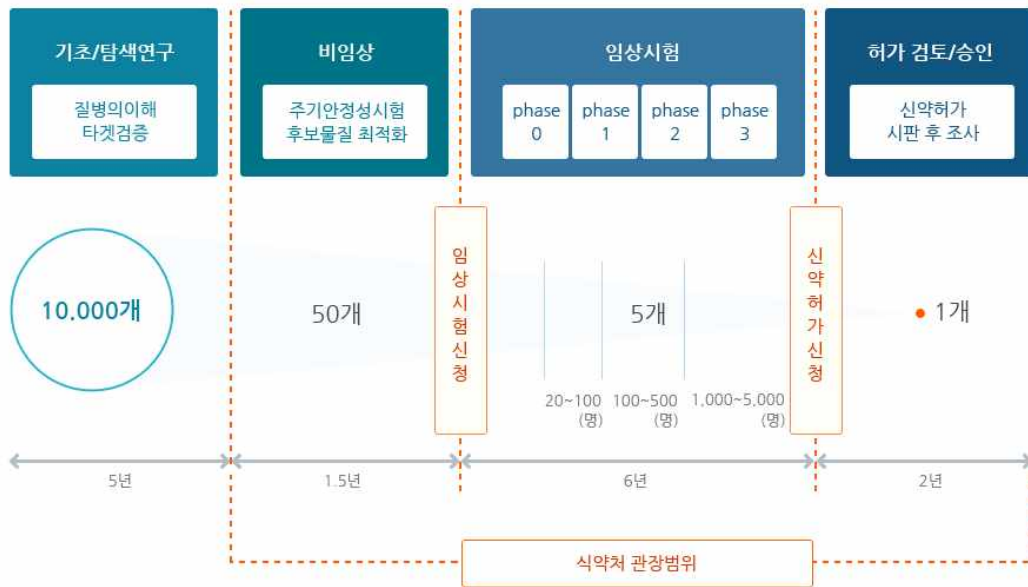 기초/탐색연구
질병의이해
타겟검증
비임상
주기안정성시험
후보물질 최적화
임상시험
phase
0
phase
1
phase
2
phase
3
허가 검토/승인
신약허가
시판 후 조사
10,000개
50개
임상시험신청
5개
신약허가신청
1개
20~100
(명)
100~500
(명)
1,000~5,000
(명)
5년
1.5년
6년
2년
식약처 관장범위